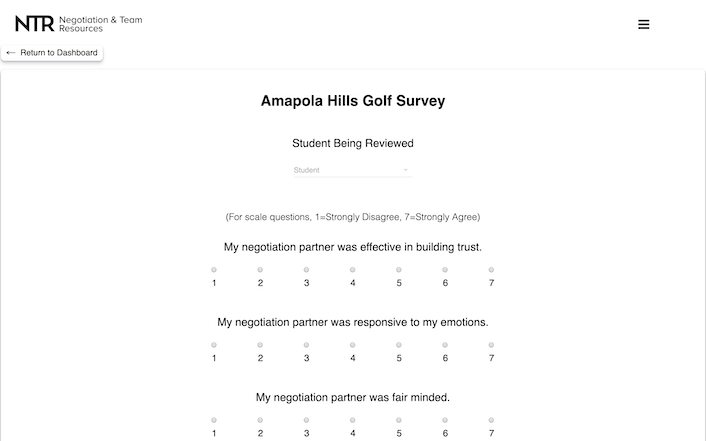 NTR Negotiation & Team
Resources
← Return to Dashboard
Amapola Hills Golf Survey
Student Being Reviewed
Student
(For scale questions, 1=Strongly Disagree, 7=Strongly Agree)
My negotiation partner was effective in building trust.
1 2 3 4 5 6 7
My negotiation partner was responsive to my emotions.
1 2 3 4 5 6 7
My negotiation partner was fair minded.
1 2 3 4 5 6 7